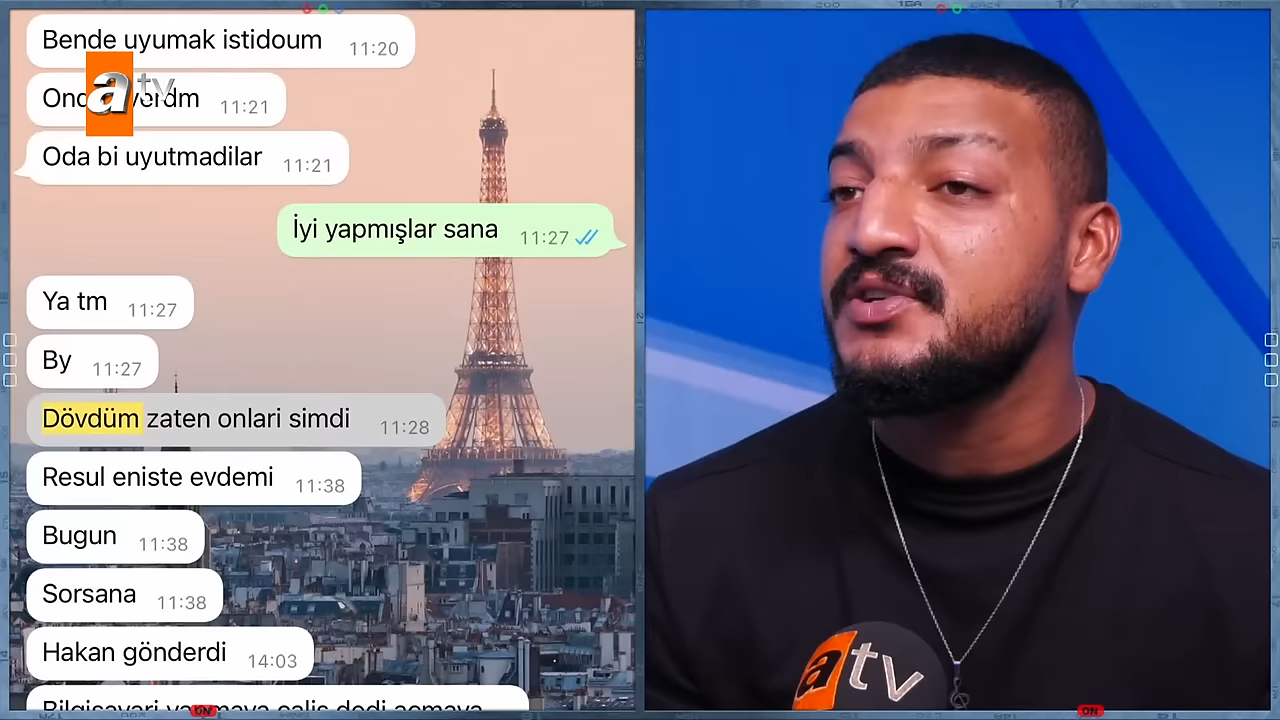 Bende uyumak istidoum 11:20
11:21
Oda bi uyutmadilar 11:21
İyi yapmışlar sana 11:27
Ya tm 11:27
By 11:27
Dövdüm zaten onlari simdi 11:28
Resul eniste evdemi 11:38
Bugun 11:38
Sorsana 11:38
Hakan gönderdi 14:03
atv
atv
ON
ON